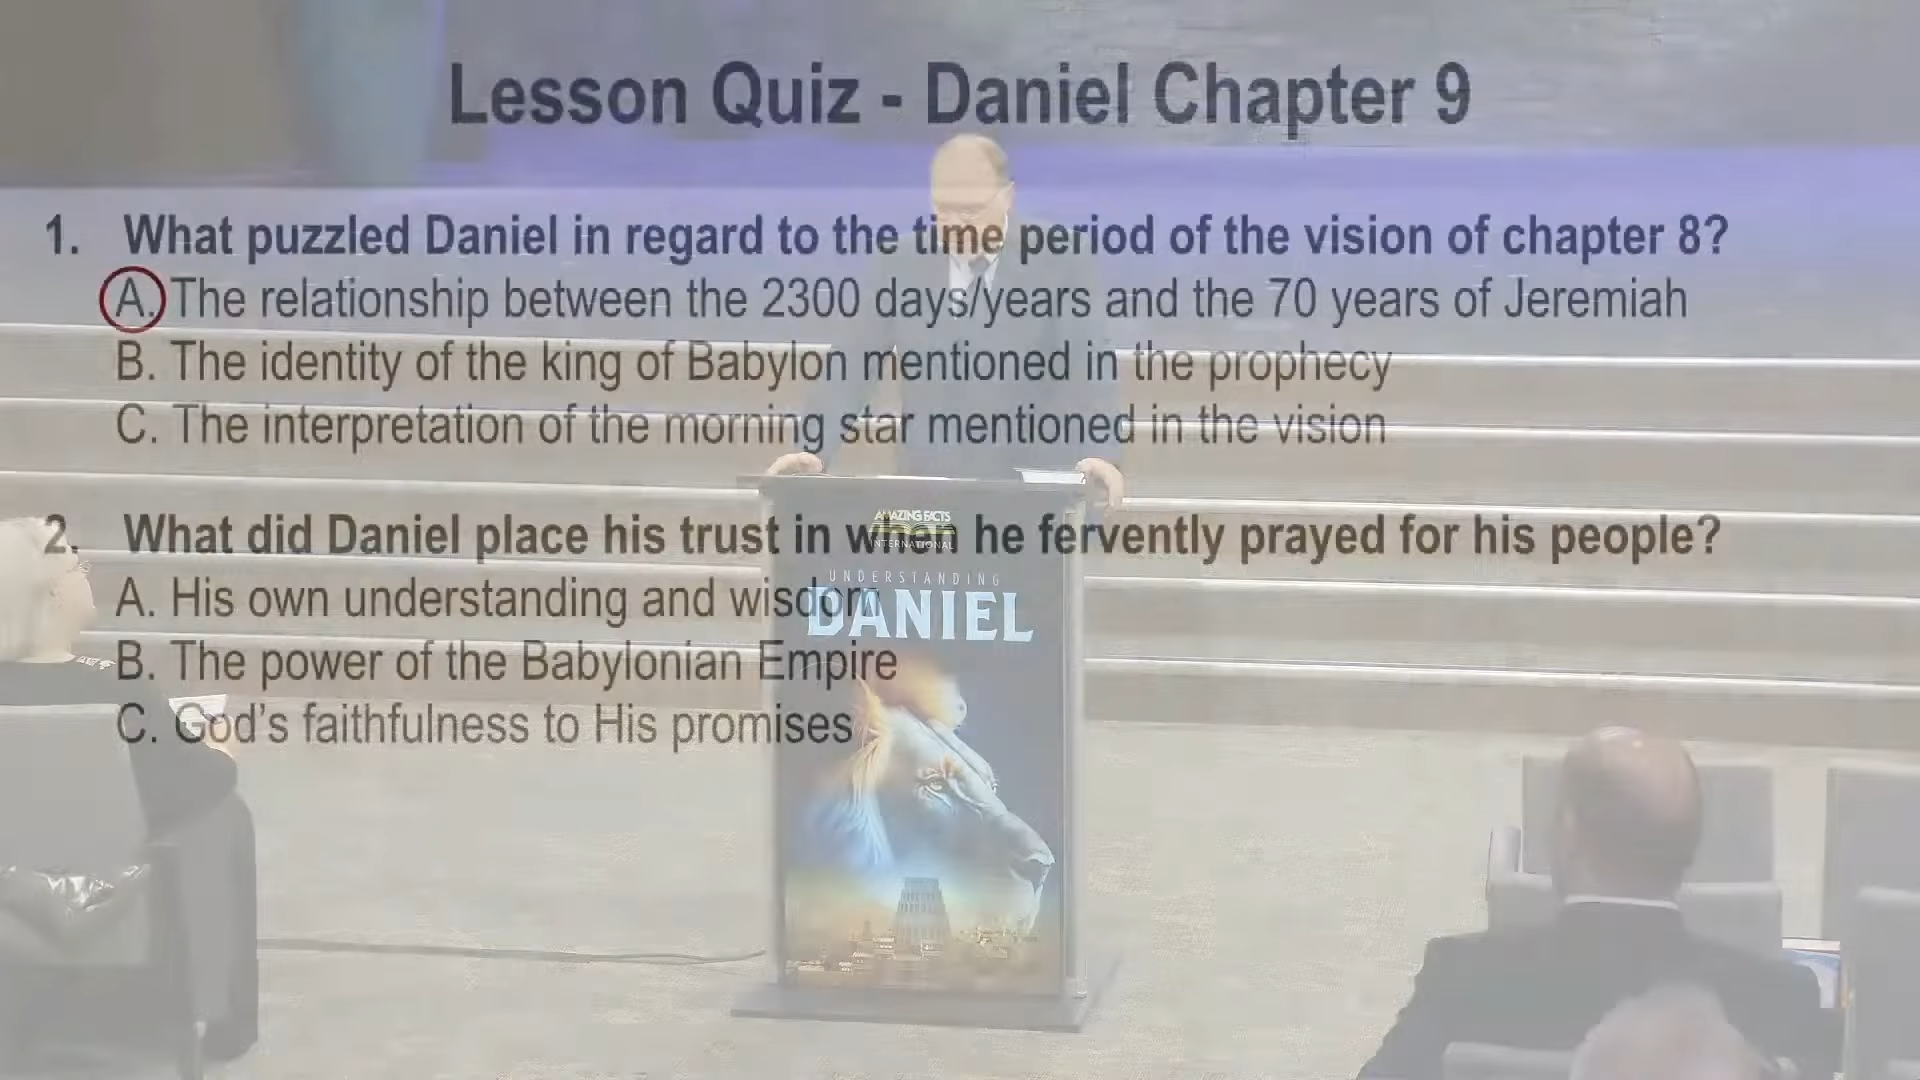 Lesson Quiz - Daniel Chapter 9
1. What puzzled Daniel in regard to the time period of the vision of chapter 8?
A. The relationship between the 2300 days/years and the 70 years of Jeremiah
B. The identity of the king of Babylon mentioned in the prophecy
C. The interpretation of the morning star mentioned in the vision
2. What did Daniel place his trust in when he fervently prayed for his people?
A. His own understanding and wisdom
B. The power of the Babylonian Empire
C. God's faithfulness to His promises
AMAZING FACTS
INTERNATIONAL
UNDERSTANDING
DANIEL